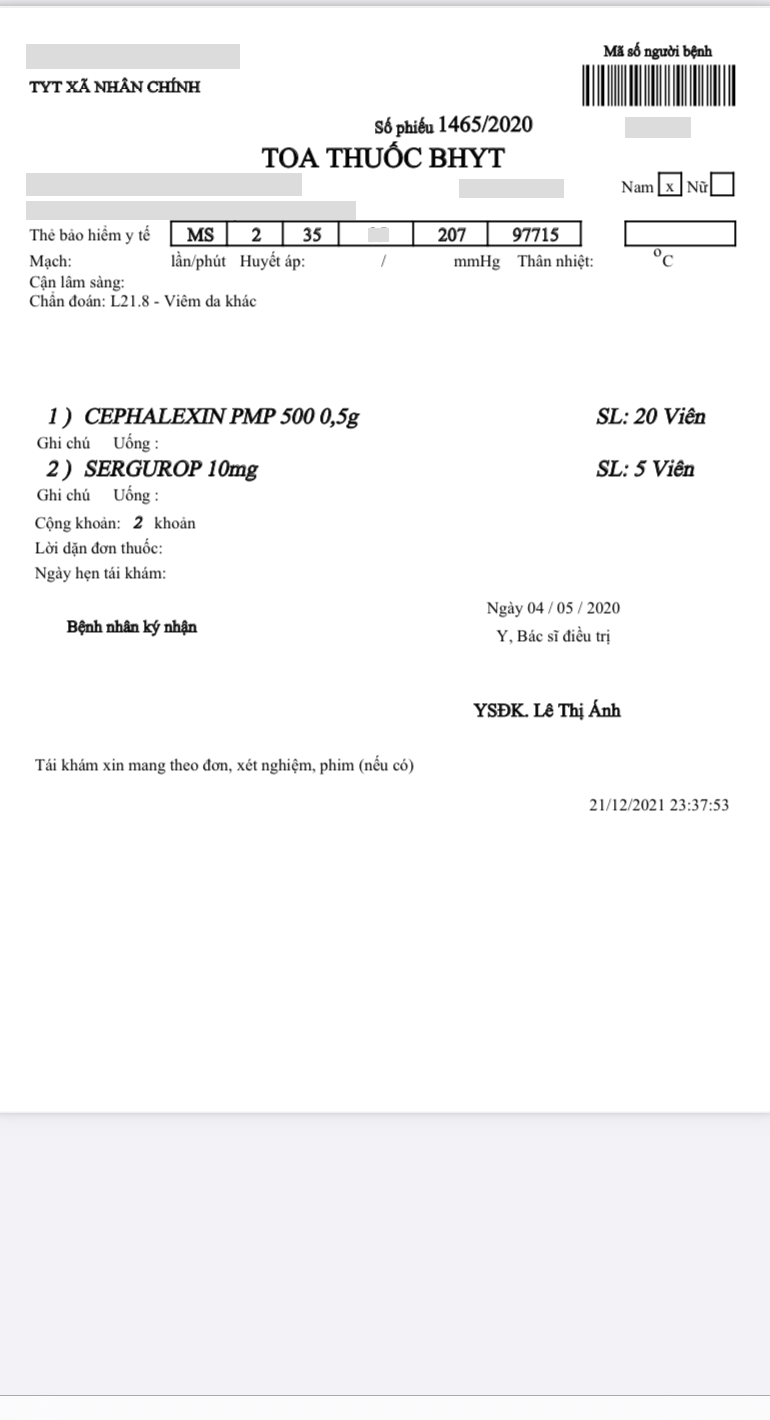 Mã số người bệnh
TYT XÃ NHÂN CHÍNH
Số phiếu 1465/2020
TOA THUỐC BHYT
Nam x Nữ
Thẻ bảo hiểm y tế MS 2 35 207 97715
Mạch: lần/phút Huyết áp: / mmHg Thân nhiệt: °C
Cận lâm sàng:
Chẩn đoán: L21.8 - Viêm da khác
1 ) CEPHALEXIN PMP 500 0,5g SL: 20 Viên
Ghi chú Uống :
2 ) SERGUROP 10mg SL: 5 Viên
Ghi chú Uống :
Cộng khoản: 2 khoản
Lời dặn đơn thuốc:
Ngày hẹn tái khám:
Ngày 04 / 05 / 2020
Bệnh nhân ký nhận
Y, Bác sĩ điều trị
YSĐK. Lê Thị Ánh
Tái khám xin mang theo đơn, xét nghiệm, phim (nếu có)
21/12/2021 23:37:53